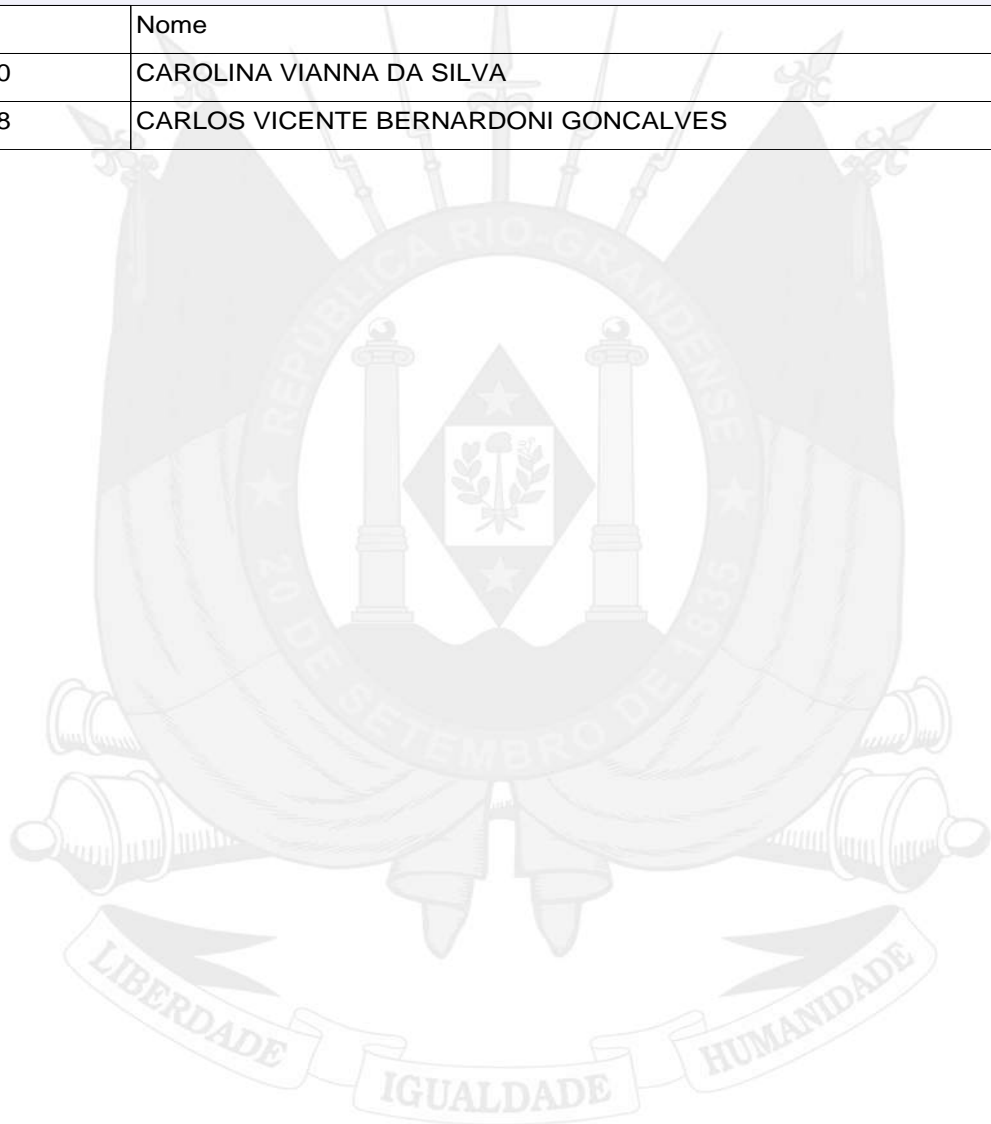 Nome
0 CAROLINA VIANNA DA SILVA
8 CARLOS VICENTE BERNARDONI GONCALVES
REPÚBLICA RIO-GRANDENSE
20 DE SETEMBRO DE 1835
LIBERDADE IGUALDADE HUMANIDADE